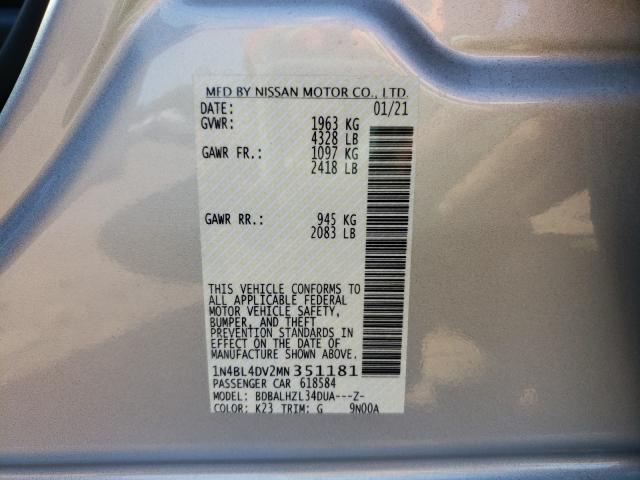 MFD BY NISSAN MOTOR CO., LTD.
DATE: 01/21
GVWR: 1963 KG
4328 LB
GAWR FR.: 1097 KG
2418 LB
GAWR RR.: 945 KG
2083 LB
THIS VEHICLE CONFORMS TO
ALL APPLICABLE FEDERAL
MOTOR VEHICLE SAFETY,
BUMPER, AND THEFT
PREVENTION STANDARDS IN
EFFECT ON THE DATE OF
MANUFACTURE SHOWN ABOVE.
1N4BL4DV2MN351181
PASSENGER CAR 618584
MODEL: BDBALHZL34DUA---Z-
COLOR: K23 TRIM: G 9N00A